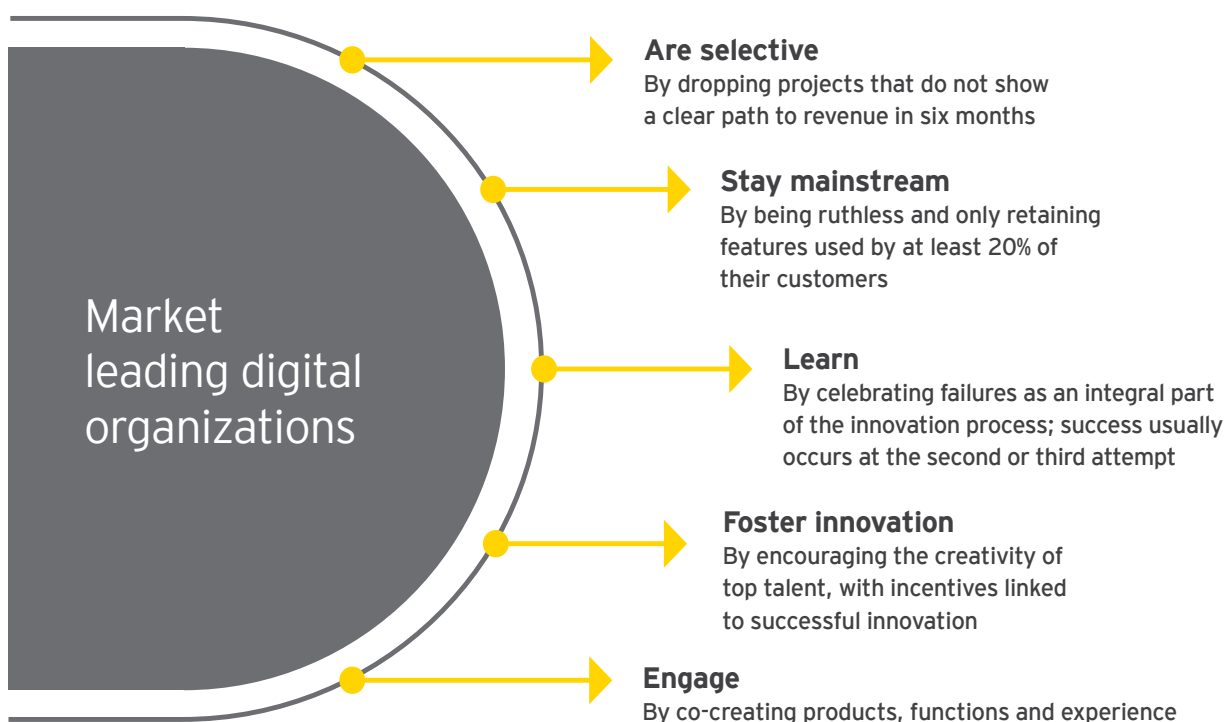 Are selective
By dropping projects that do not show
a clear path to revenue in six months
Stay mainstream
By being ruthless and only retaining
features used by at least 20% of
their customers
Market
leading digital
organizations
Learn
By celebrating failures as an integral part
of the innovation process; success usually
occurs at the second or third attempt
Foster innovation
By encouraging the creativity of
top talent, with incentives linked
to successful innovation
Engage
By co-creating products, functions and experience